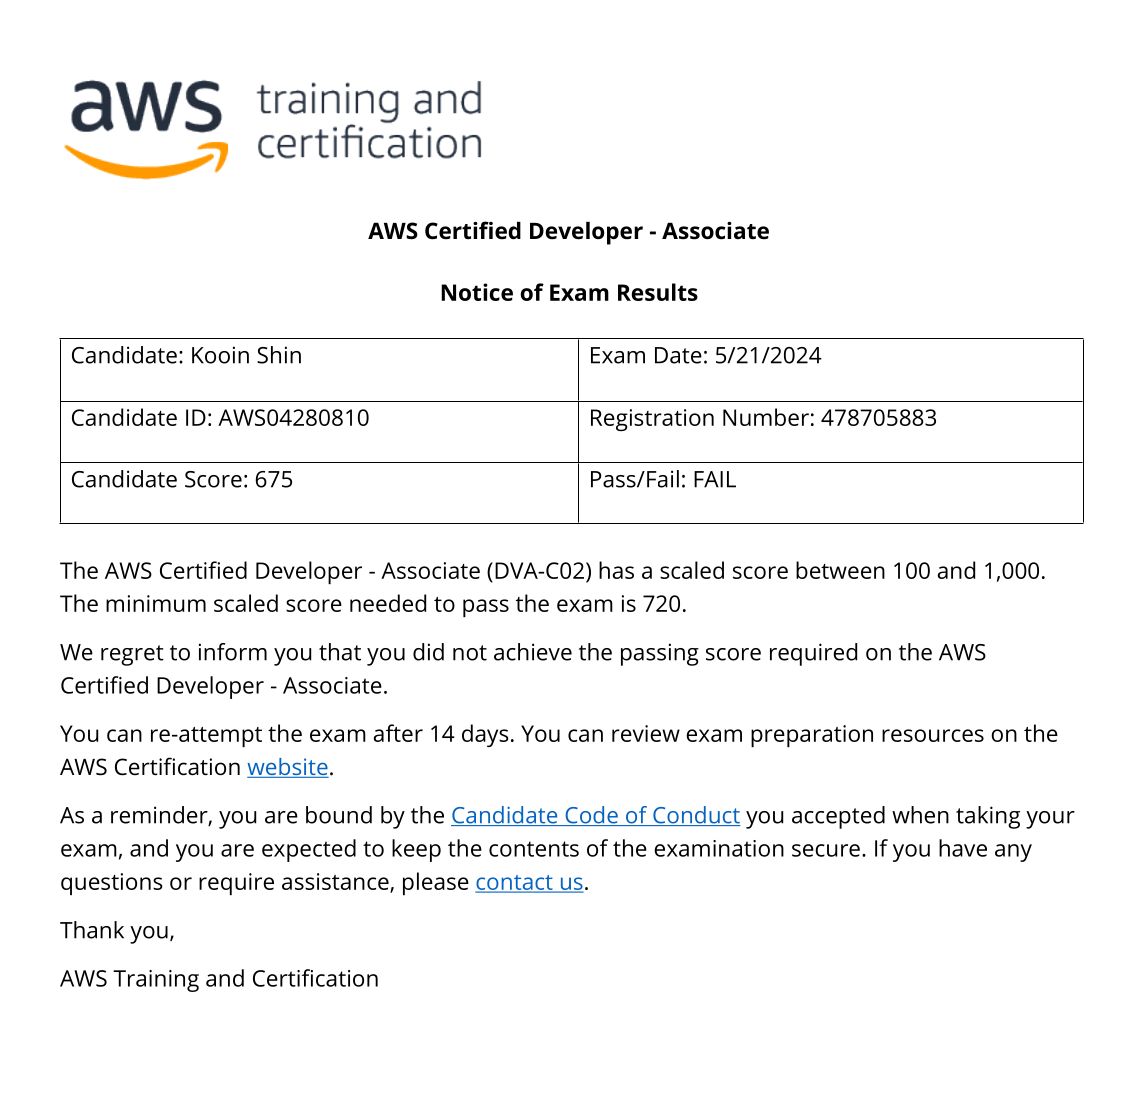 aws training and
certification
AWS Certified Developer - Associate
Notice of Exam Results
Candidate: Kooin Shin
Exam Date: 5/21/2024
Candidate ID: AWS04280810
Registration Number: 478705883
Candidate Score: 675
Pass/Fail: FAIL
The AWS Certified Developer - Associate (DVA-C02) has a scaled score between 100 and 1,000.
The minimum scaled score needed to pass the exam is 720.
We regret to inform you that you did not achieve the passing score required on the AWS
Certified Developer - Associate.
You can re-attempt the exam after 14 days. You can review exam preparation resources on the
AWS Certification website.
As a reminder, you are bound by the Candidate Code of Conduct you accepted when taking your
exam, and you are expected to keep the contents of the examination secure. If you have any
questions or require assistance, please contact us.
Thank you,
AWS Training and Certification